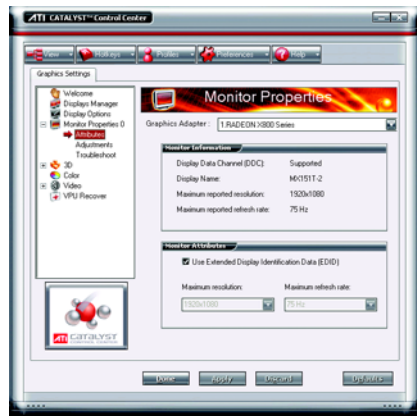 ATI CATALYST™ Control Center
View
Hotkeys
Profiles
Preferences
Help
Graphics Settings
Welcome
Displays Manager
Display Options
Monitor Properties 0
Attributes
Adjustments
Troubleshoot
3D
Color
Video
VPU Recover
Monitor Properties
Graphics Adapter : 1.RADEON X800 Series
Monitor Information
Display Data Channel (DDC): Supported
Display Name: MX151T-2
Maximum reported resolution: 1920x1080
Maximum reported refresh rate: 75 Hz
Monitor Attributes
Use Extended Display Identification Data (EDID)
Maximum resolution: Maximum refresh rate:
1920x1080 75 Hz
ATI CATALYST
CONTROL CENTER
Done Apply Discard Defaults